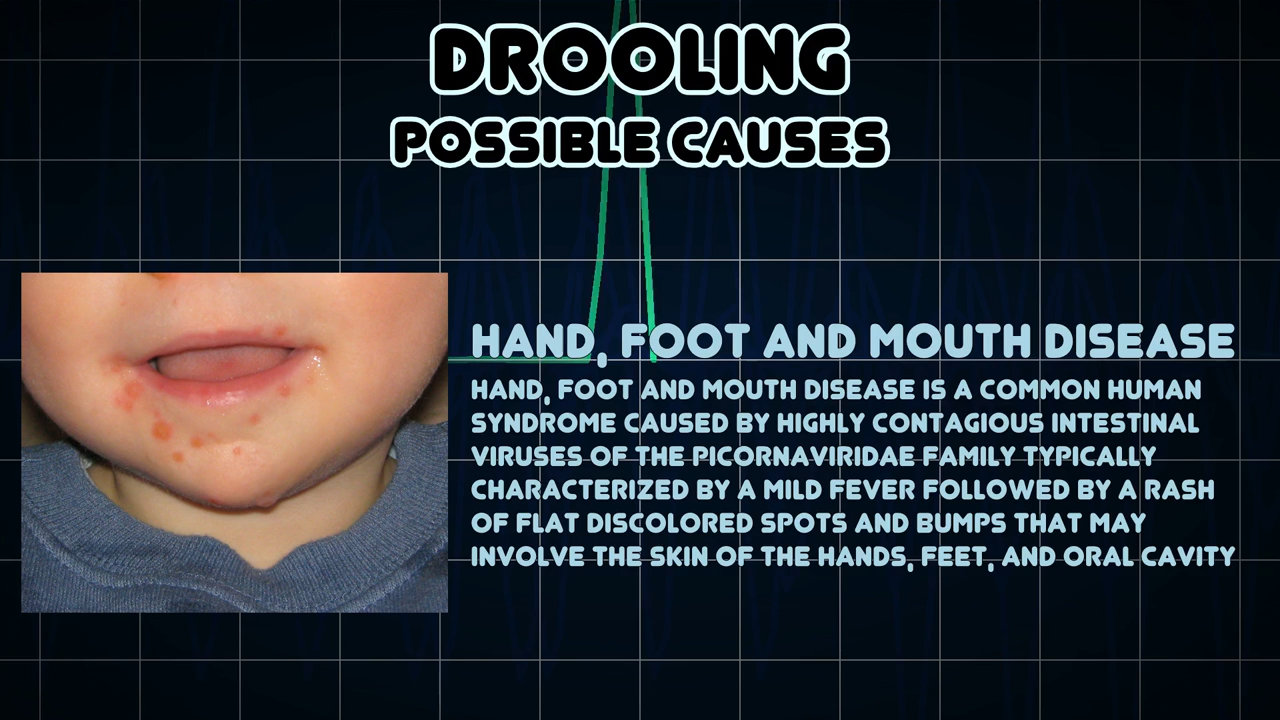 DROOLING
POSSIBLE CAUSES
HAND, FOOT AND MOUTH DISEASE
HAND, FOOT AND MOUTH DISEASE IS A COMMON HUMAN
SYNDROME CAUSED BY HIGHLY CONTAGIOUS INTESTINAL
VIRUSES OF THE PICORNAVIRIDAE FAMILY TYPICALLY
CHARACTERIZED BY A MILD FEVER FOLLOWED BY A RASH
OF FLAT DISCOLORED SPOTS AND BUMPS THAT MAY
INVOLVE THE SKIN OF THE HANDS, FEET, AND ORAL CAVITY